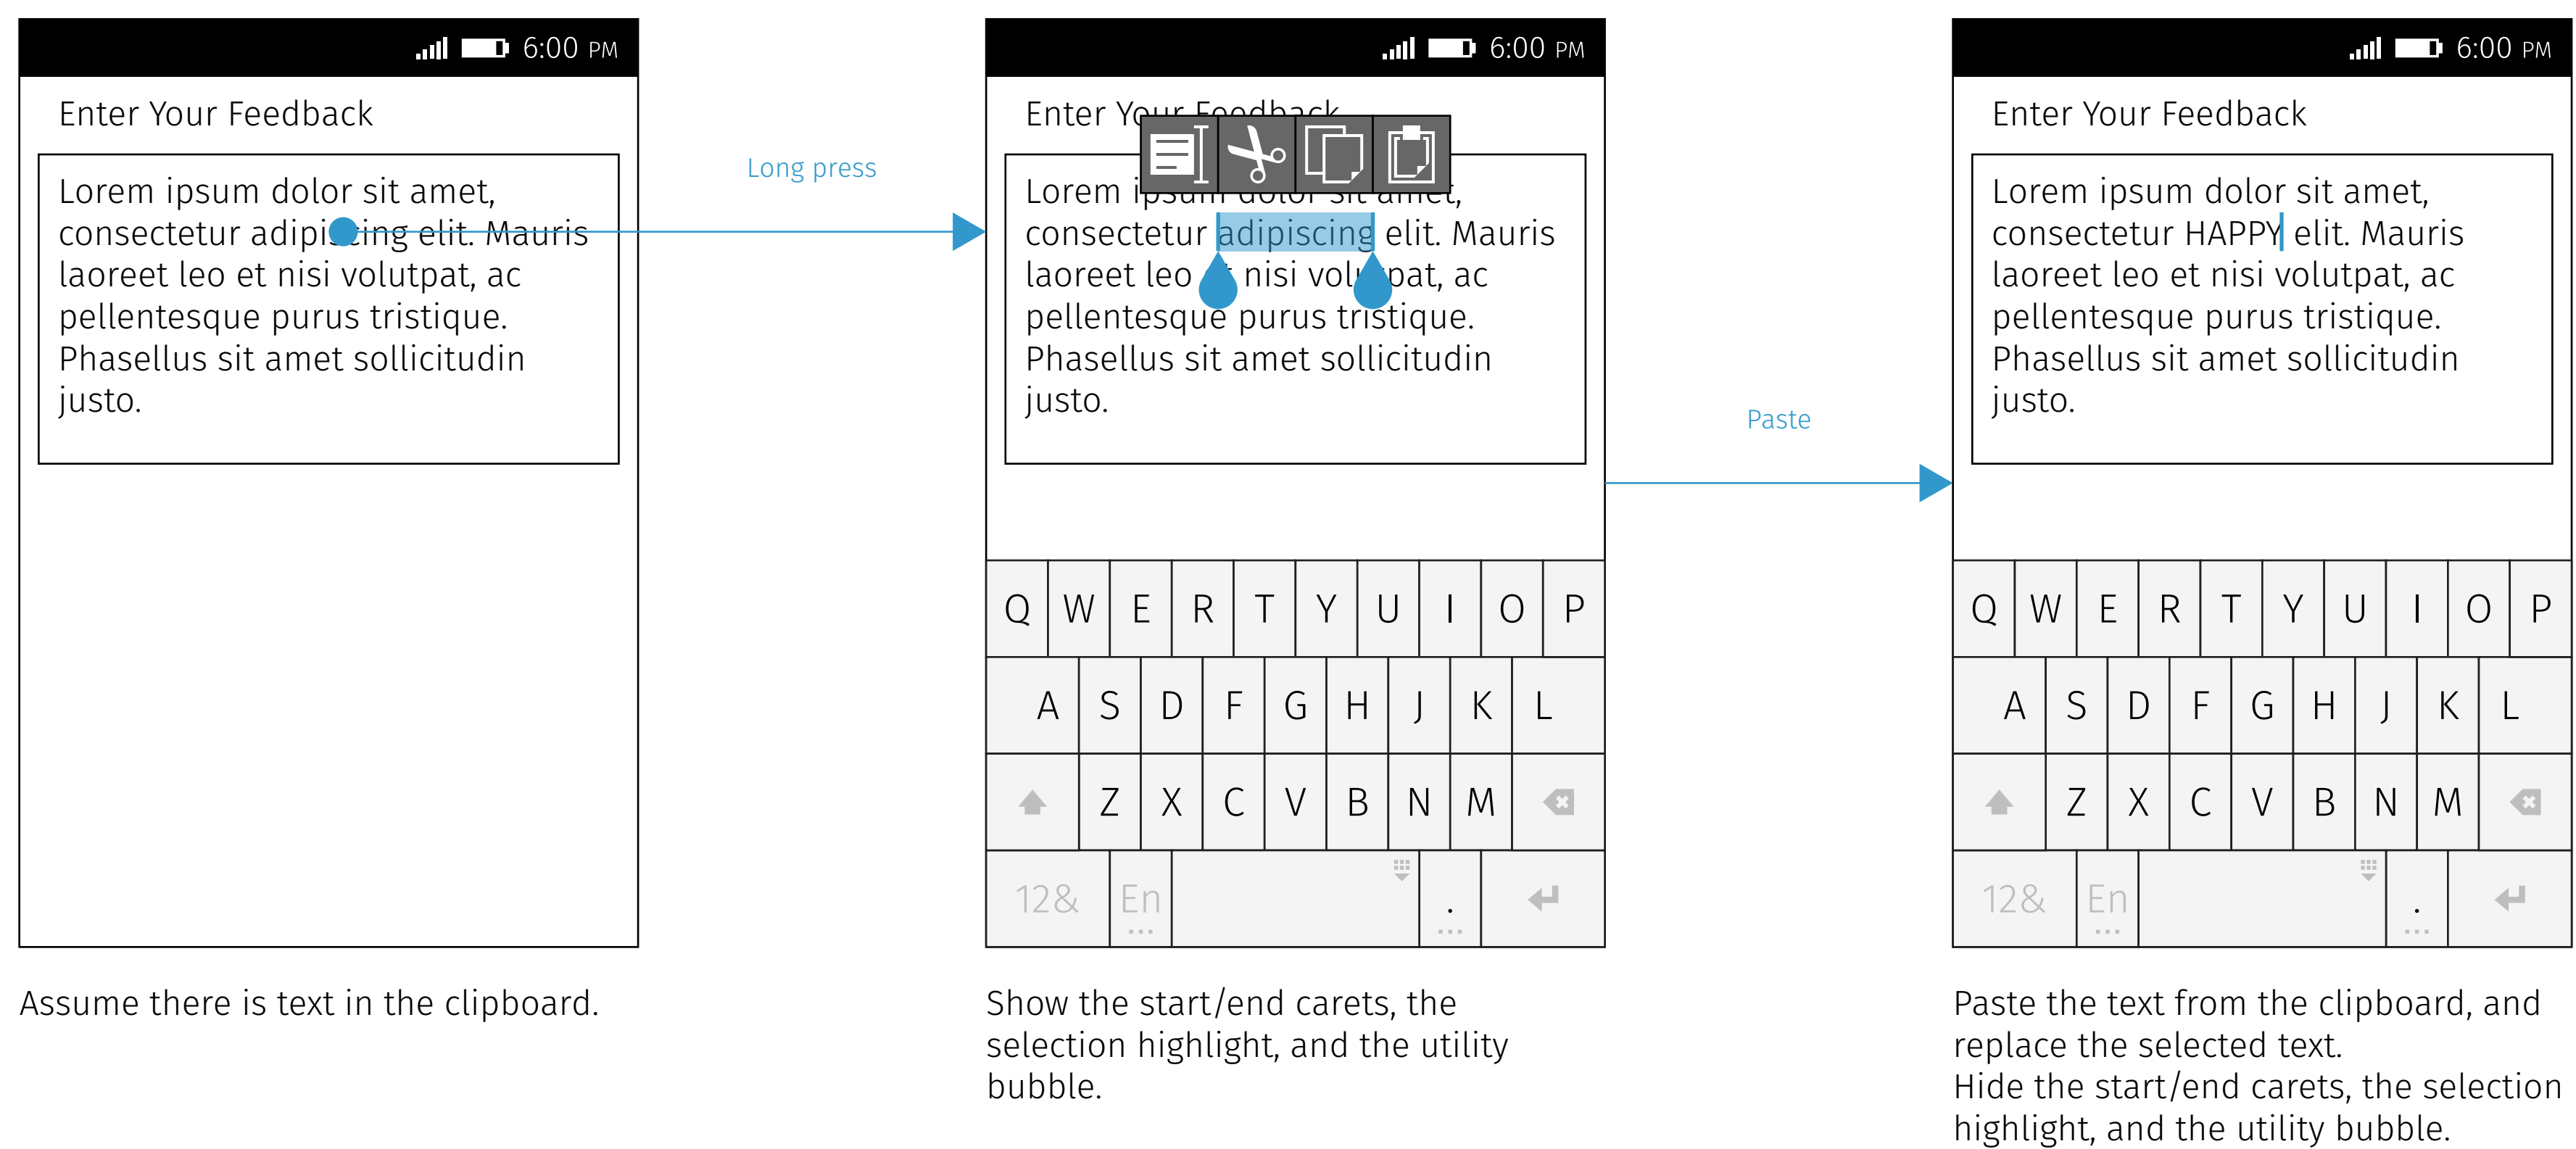 6:00 PM
Enter Your Feedback
Lorem ipsum dolor sit amet,
consectetur adipiscing elit. Mauris
laoreet leo et nisi volutpat, ac
pellentesque purus tristique.
Phasellus sit amet sollicitudin
justo.
Assume there is text in the clipboard.
Long press
6:00 PM
Enter Your Feedback
Lorem ipsum dolor sit amet,
consectetur adipiscing elit. Mauris
laoreet leo et nisi volutpat, ac
pellentesque purus tristique.
Phasellus sit amet sollicitudin
justo.
Q W E R T Y U I O P
A S D F G H J K L
Z X C V B N M
12& En .
... ...
Show the start/end carets, the
selection highlight, and the utility
bubble.
Paste
6:00 PM
Enter Your Feedback
Lorem ipsum dolor sit amet,
consectetur HAPPY elit. Mauris
laoreet leo et nisi volutpat, ac
pellentesque purus tristique.
Phasellus sit amet sollicitudin
justo.
Q W E R T Y U I O P
A S D F G H J K L
Z X C V B N M
12& En .
... ...
Paste the text from the clipboard, and
replace the selected text.
Hide the start/end carets, the selection
highlight, and the utility bubble.